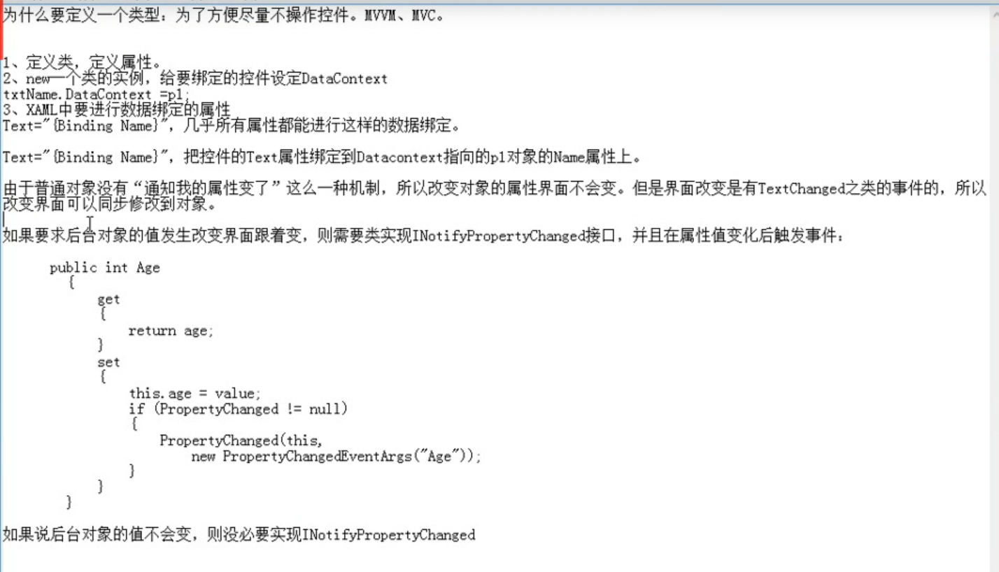 为什么要定义一个类型：为了方便尽量不操作控件。MVVM、MVC。
1、定义类，定义属性。
2、new一个类的实例，给要绑定的控件设定DataContext
txtName.DataContext =p1;
3、XAML中要进行数据绑定的属性
Text="{Binding Name}"，几乎所有属性都能进行这样的数据绑定。
Text="{Binding Name}"，把控件的Text属性绑定到Datacontext指向的p1对象的Name属性上。
由于普通对象没有“通知我的属性变了”这么一种机制，所以改变对象的属性界面不会变。但是界面改变是有TextChanged之类的事件的，所以
改变界面可以同步修改到对象。
如果要求后台对象的值发生改变界面跟着变，则需要类实现INotifyPropertyChanged接口，并且在属性值变化后触发事件：
public int Age
{
get
{
return age;
}
set
{
this.age = value;
if (PropertyChanged != null)
{
PropertyChanged(this,
new PropertyChangedEventArgs("Age"));
}
}
}
如果说后台对象的值不会变，则没必要实现INotifyPropertyChanged